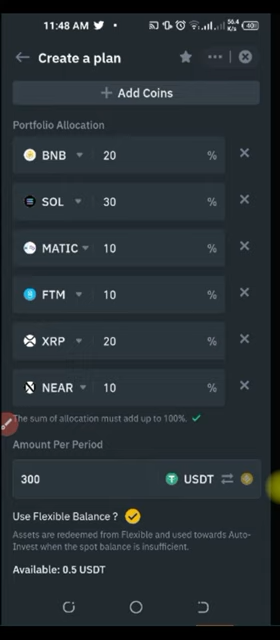 11:48 AM
56.4
K/s
Create a plan
+ Add Coins
Portfolio Allocation
BNB 20 %
SOL 30 %
MATIC 10 %
FTM 10 %
XRP 20 %
NEAR 10 %
The sum of allocation must add up to 100%.
Amount Per Period
300 USDT
Use Flexible Balance ?
Assets are redeemed from Flexible and used towards Auto-
Invest when the spot balance is insufficient.
Available: 0.5 USDT